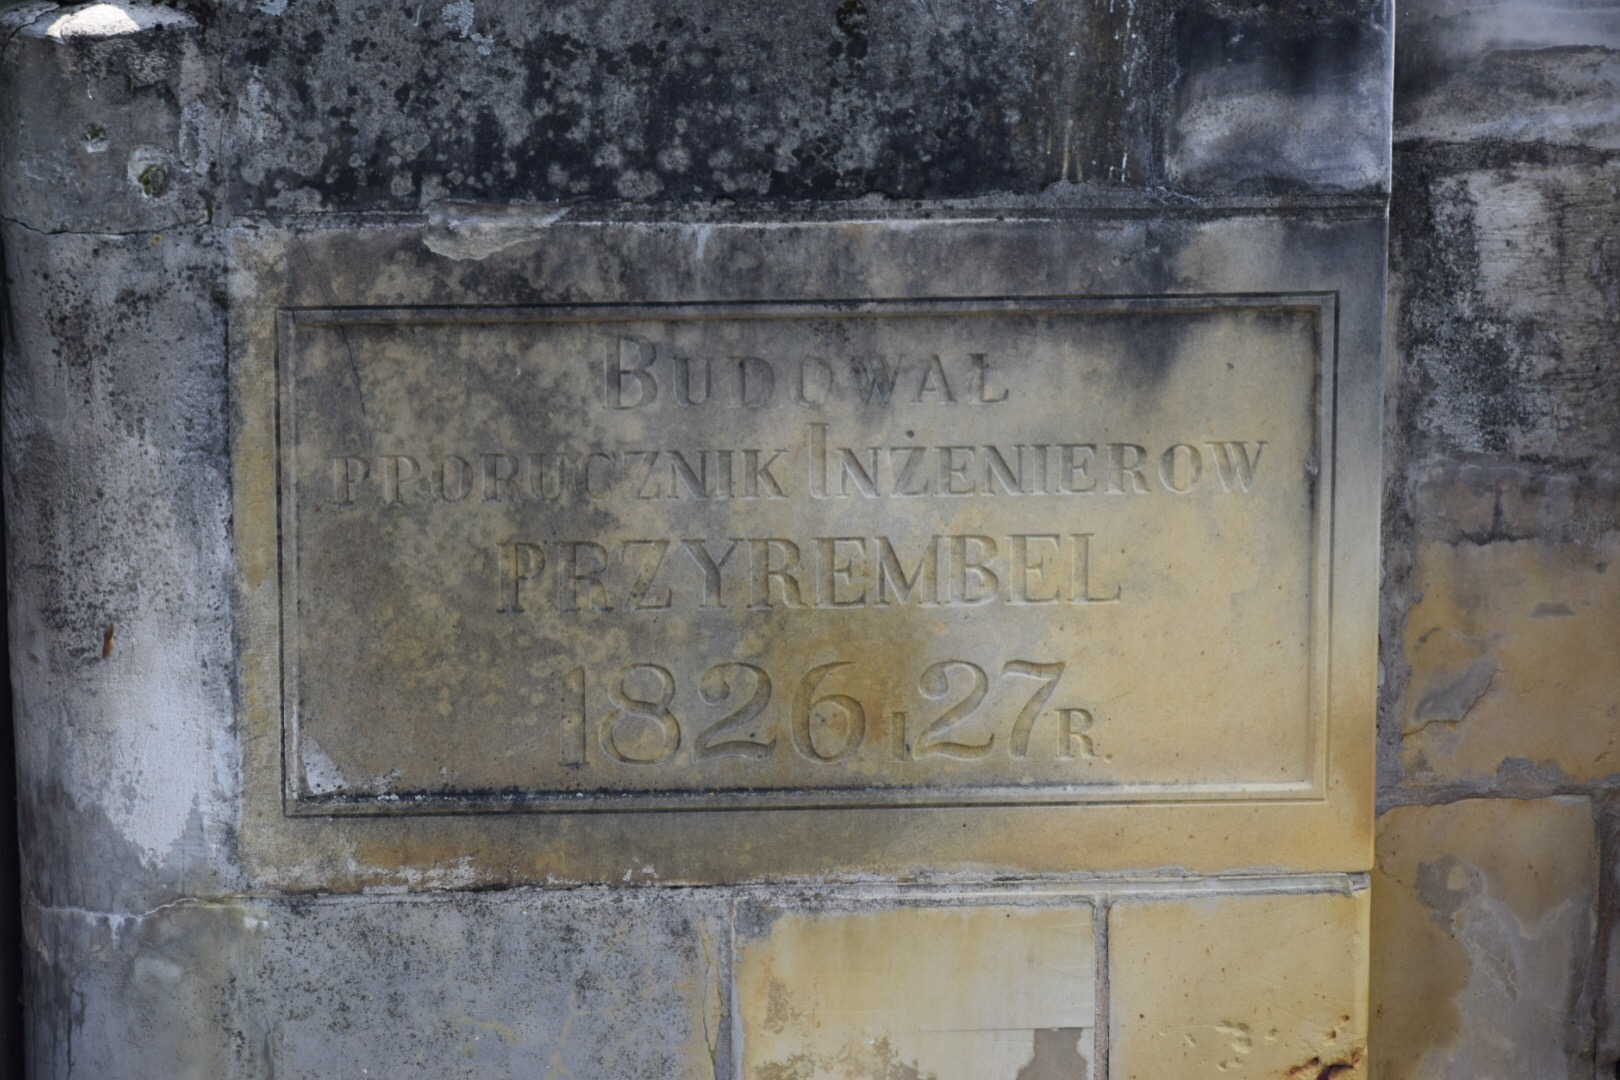 BUDOWAŁ
PPORUCZNIK INŻENIEROW
PRZYREMBEL
1826 I 27 R.